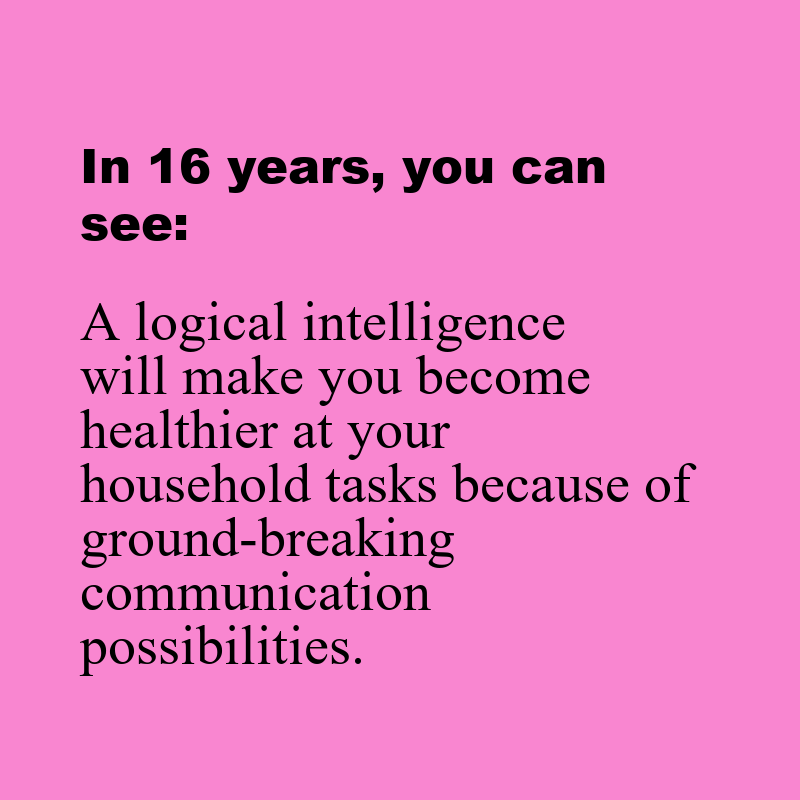 In 16 years, you can
see:
A logical intelligence
will make you become
healthier at your
household tasks because of
ground-breaking
communication
possibilities.